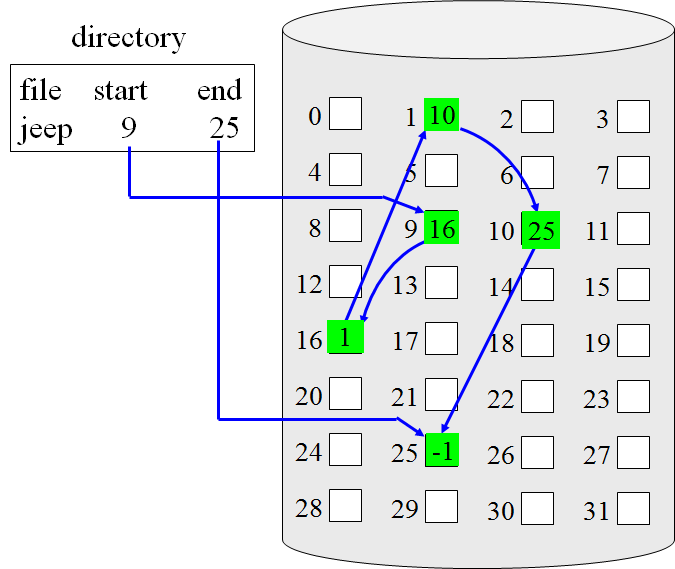 directory
file start end
jeep 9 25
0 1 10 2 3
4 5 6 7
8 9 16 10 25 11
12 13 14 15
16 1 17 18 19
20 21 22 23
24 25 -1 26 27
28 29 30 31